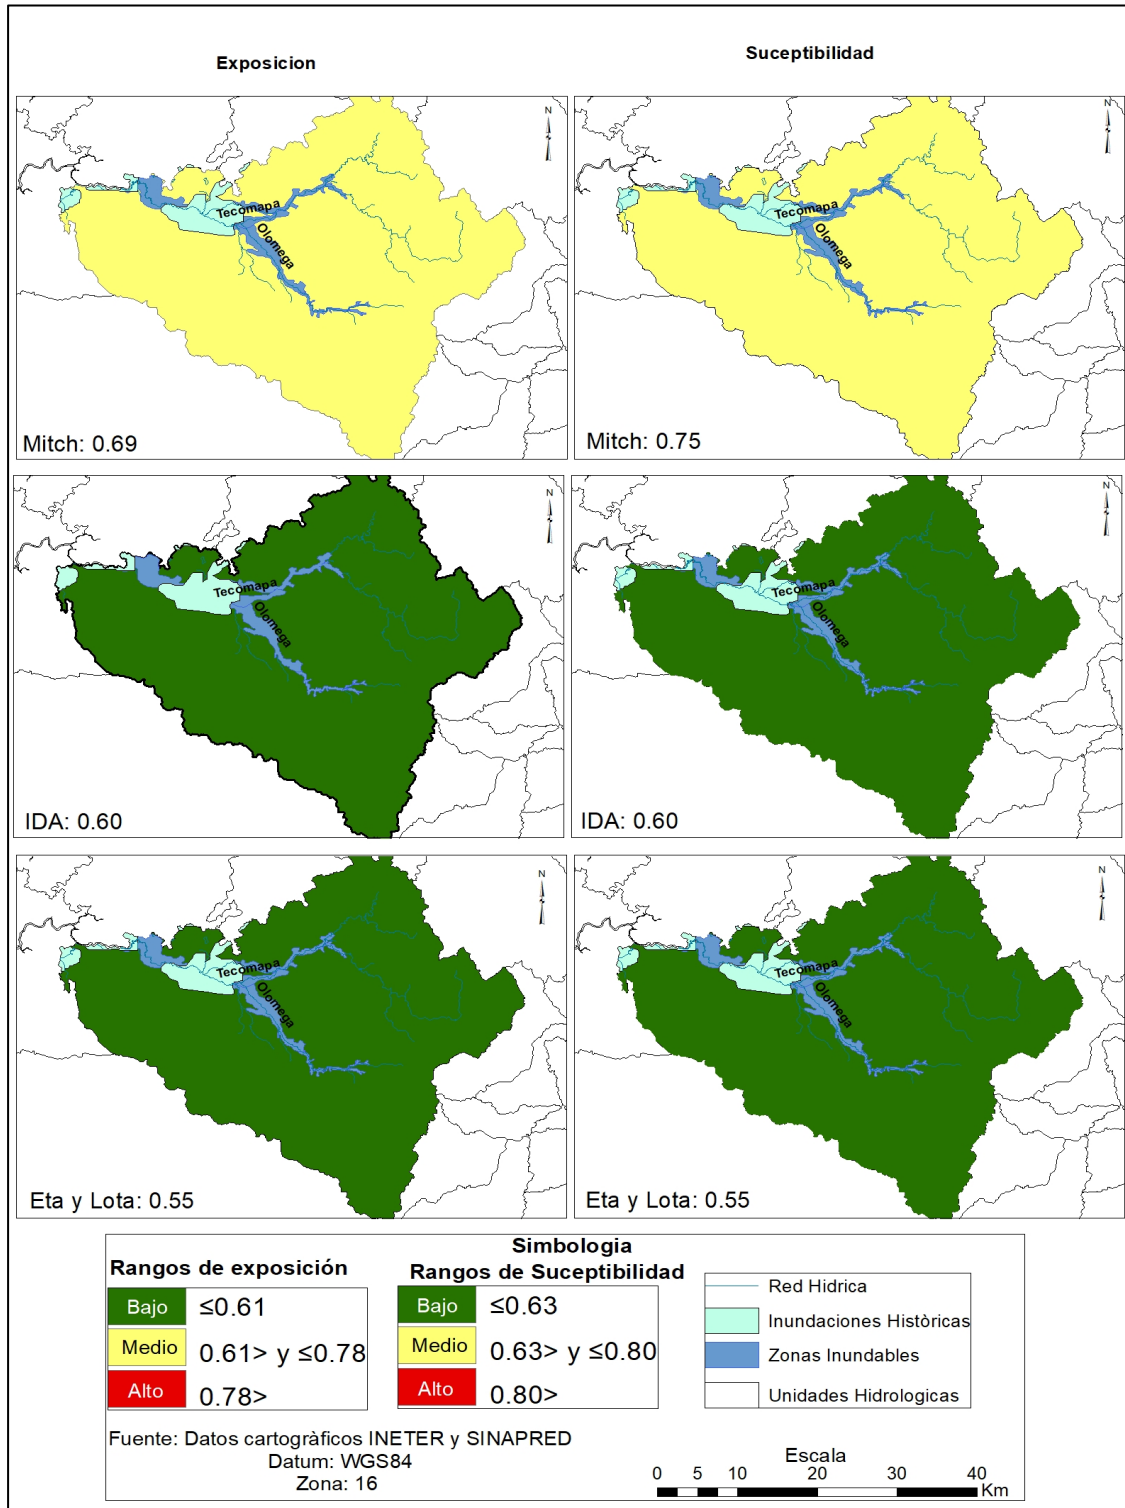 Exposicion
Suceptibilidad
N
Tecomapa
Olomega
Mitch: 0.69
N
Tecomapa
Olomega
Mitch: 0.75
N
Tecomapa
Olomega
IDA: 0.60
N
Tecomapa
Olomega
IDA: 0.60
N
Tecomapa
Olomega
Eta y Lota: 0.55
N
Tecomapa
Olomega
Eta y Lota: 0.55
Simbologia
Rangos de exposición
Bajo ≤0.61
Medio 0.61> y ≤0.78
Alto 0.78>
Rangos de Suceptibilidad
Bajo ≤0.63
Medio 0.63> y ≤0.80
Alto 0.80>
Red Hidrica
Inundaciones Històricas
Zonas Inundables
Unidades Hidrologicas
Fuente: Datos cartogràficos INETER y SINAPRED
Datum: WGS84
Zona: 16
Escala
0 5 10 20 30 40
Km